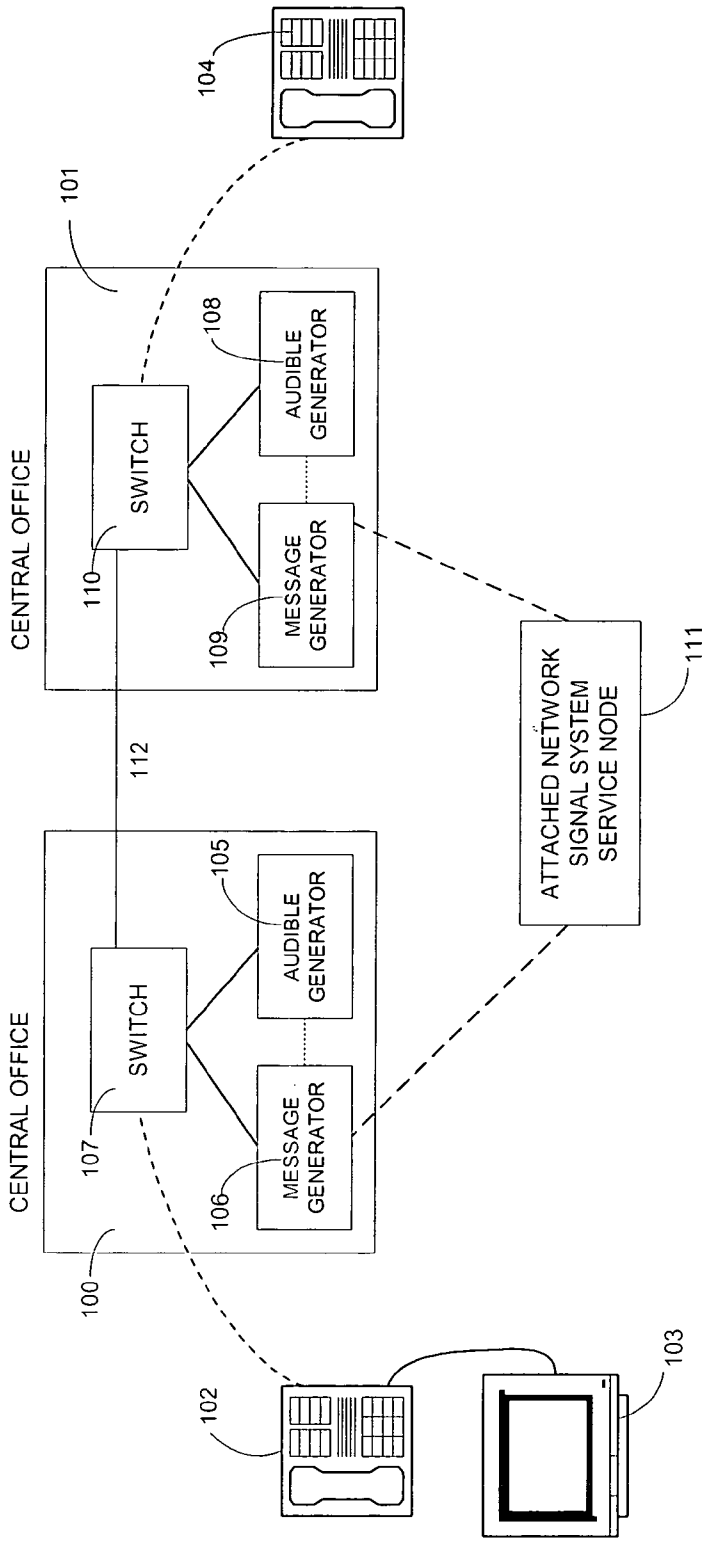 CENTRAL OFFICE
100
107
SWITCH
106
MESSAGE
GENERATOR
105
AUDIBLE
GENERATOR
112
CENTRAL OFFICE
101
110
SWITCH
109
MESSAGE
GENERATOR
108
AUDIBLE
GENERATOR
102
103
104
ATTACHED NETWORK
SIGNAL SYSTEM
SERVICE NODE
111